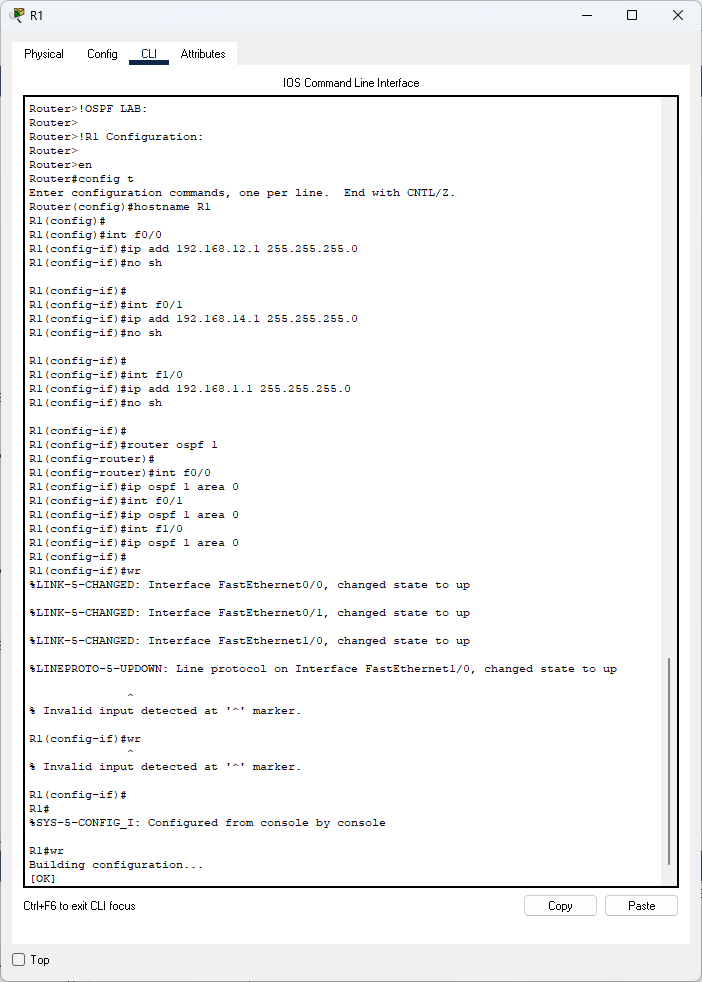 R1
Physical Config CLI Attributes
IOS Command Line Interface
Router>!OSPF LAB:
Router>
Router>!R1 Configuration:
Router>
Router>en
Router#config t
Enter configuration commands, one per line.  End with CNTL/Z.
Router(config)#hostname R1
R1(config)#
R1(config)#int f0/0
R1(config-if)#ip add 192.168.12.1 255.255.255.0
R1(config-if)#no sh
R1(config-if)#
R1(config-if)#int f0/1
R1(config-if)#ip add 192.168.14.1 255.255.255.0
R1(config-if)#no sh
R1(config-if)#
R1(config-if)#int f1/0
R1(config-if)#ip add 192.168.1.1 255.255.255.0
R1(config-if)#no sh
R1(config-if)#
R1(config-if)#router ospf 1
R1(config-router)#
R1(config-router)#int f0/0
R1(config-if)#ip ospf 1 area 0
R1(config-if)#int f0/1
R1(config-if)#ip ospf 1 area 0
R1(config-if)#int f1/0
R1(config-if)#ip ospf 1 area 0
R1(config-if)#
R1(config-if)#wr
%LINK-5-CHANGED: Interface FastEthernet0/0, changed state to up
%LINK-5-CHANGED: Interface FastEthernet0/1, changed state to up
%LINK-5-CHANGED: Interface FastEthernet1/0, changed state to up
%LINEPROTO-5-UPDOWN: Line protocol on Interface FastEthernet1/0, changed state to up
^
% Invalid input detected at '^' marker.
R1(config-if)#wr
^
% Invalid input detected at '^' marker.
R1(config-if)#
R1#
%SYS-5-CONFIG_I: Configured from console by console
R1#wr
Building configuration...
[OK]
Ctrl+F6 to exit CLI focus
Copy Paste
Top